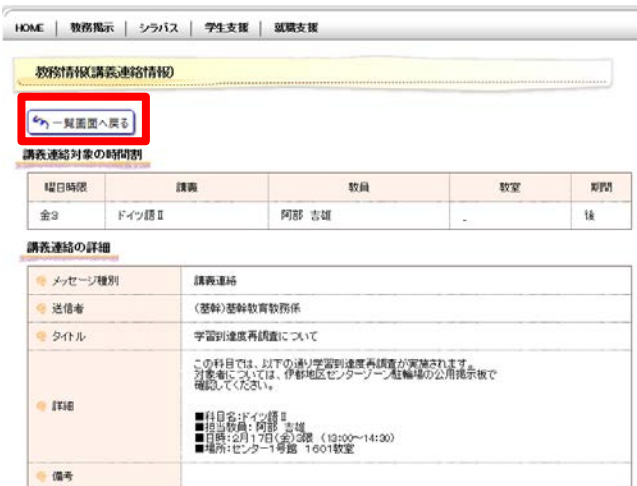 HOME | 教務掲示 | シラバス | 学生支援 | 就職支援
教務情報(講義連絡情報)
一覧画面へ戻る
講義連絡対象の時間割
曜日時限 講義 教員 教室 期間
金3 ドイツ語Ⅱ 阿部 吉雄 - 後
講義連絡の詳細
メッセージ種別 講義連絡
送信者 (基幹)基幹教育教務係
タイトル 学習到達度再調査について
詳細 この科目では、以下の通り学習到達度再調査が実施されます。
対象者については、伊都地区センターゾーン駐輪場の公用掲示板で
確認してください。
■科目名:ドイツ語Ⅱ
■担当教員:阿部 吉雄
■日時:2月17日(金)3限 (13:00～14:30)
■場所:センター1号館 1601教室
備考